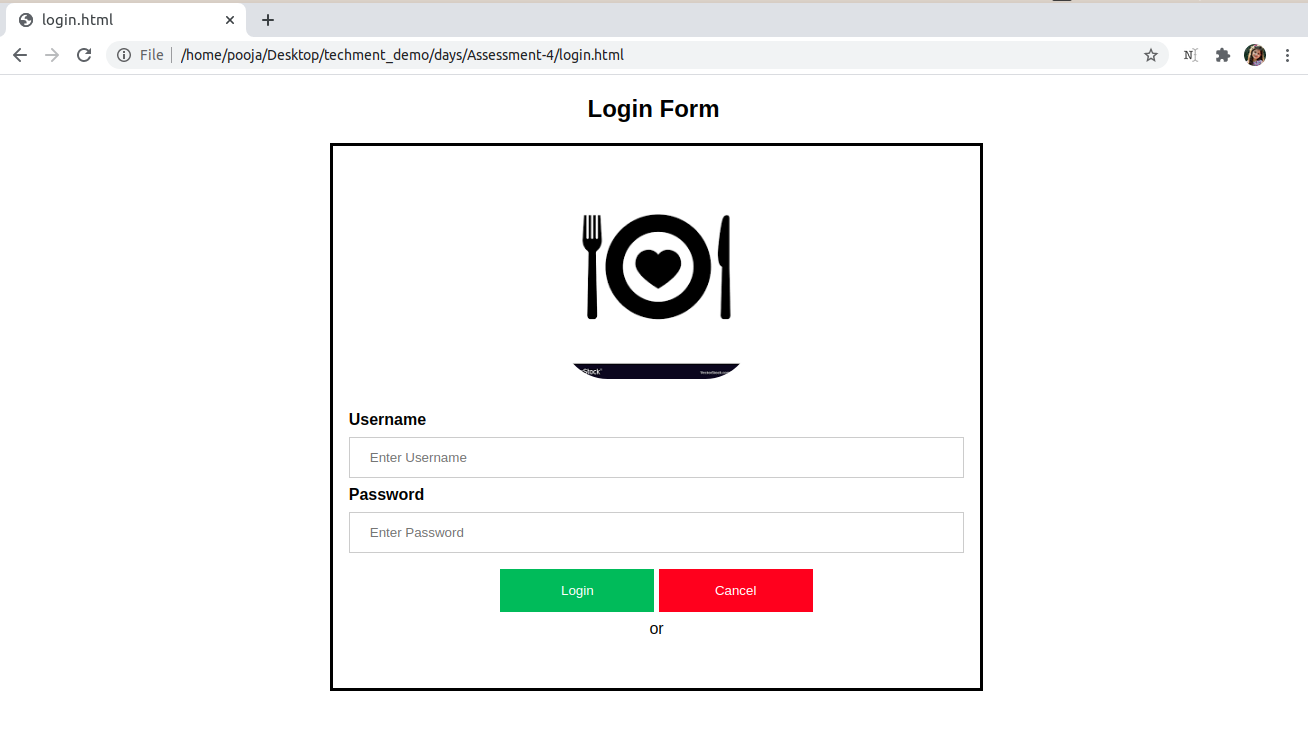 login.html
File /home/pooja/Desktop/techment_demo/days/Assessment-4/login.html
Login Form
Stock
Username
Enter Username
Password
Enter Password
Login Cancel
or